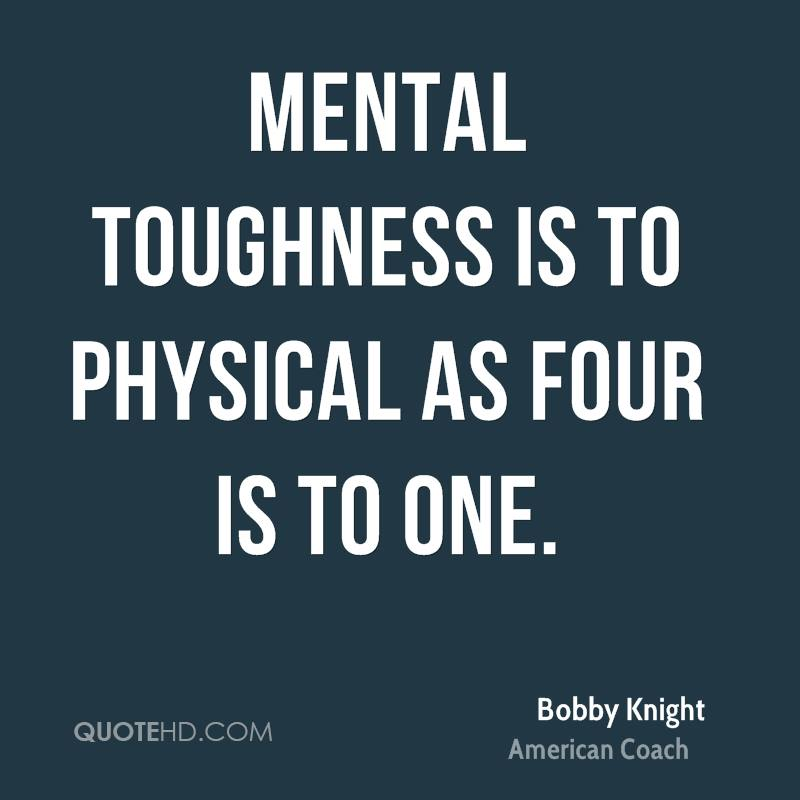 MENTAL
TOUGHNESS IS TO
PHYSICAL AS FOUR
IS TO ONE.
Bobby Knight
QUOTEHD.COM
American Coach